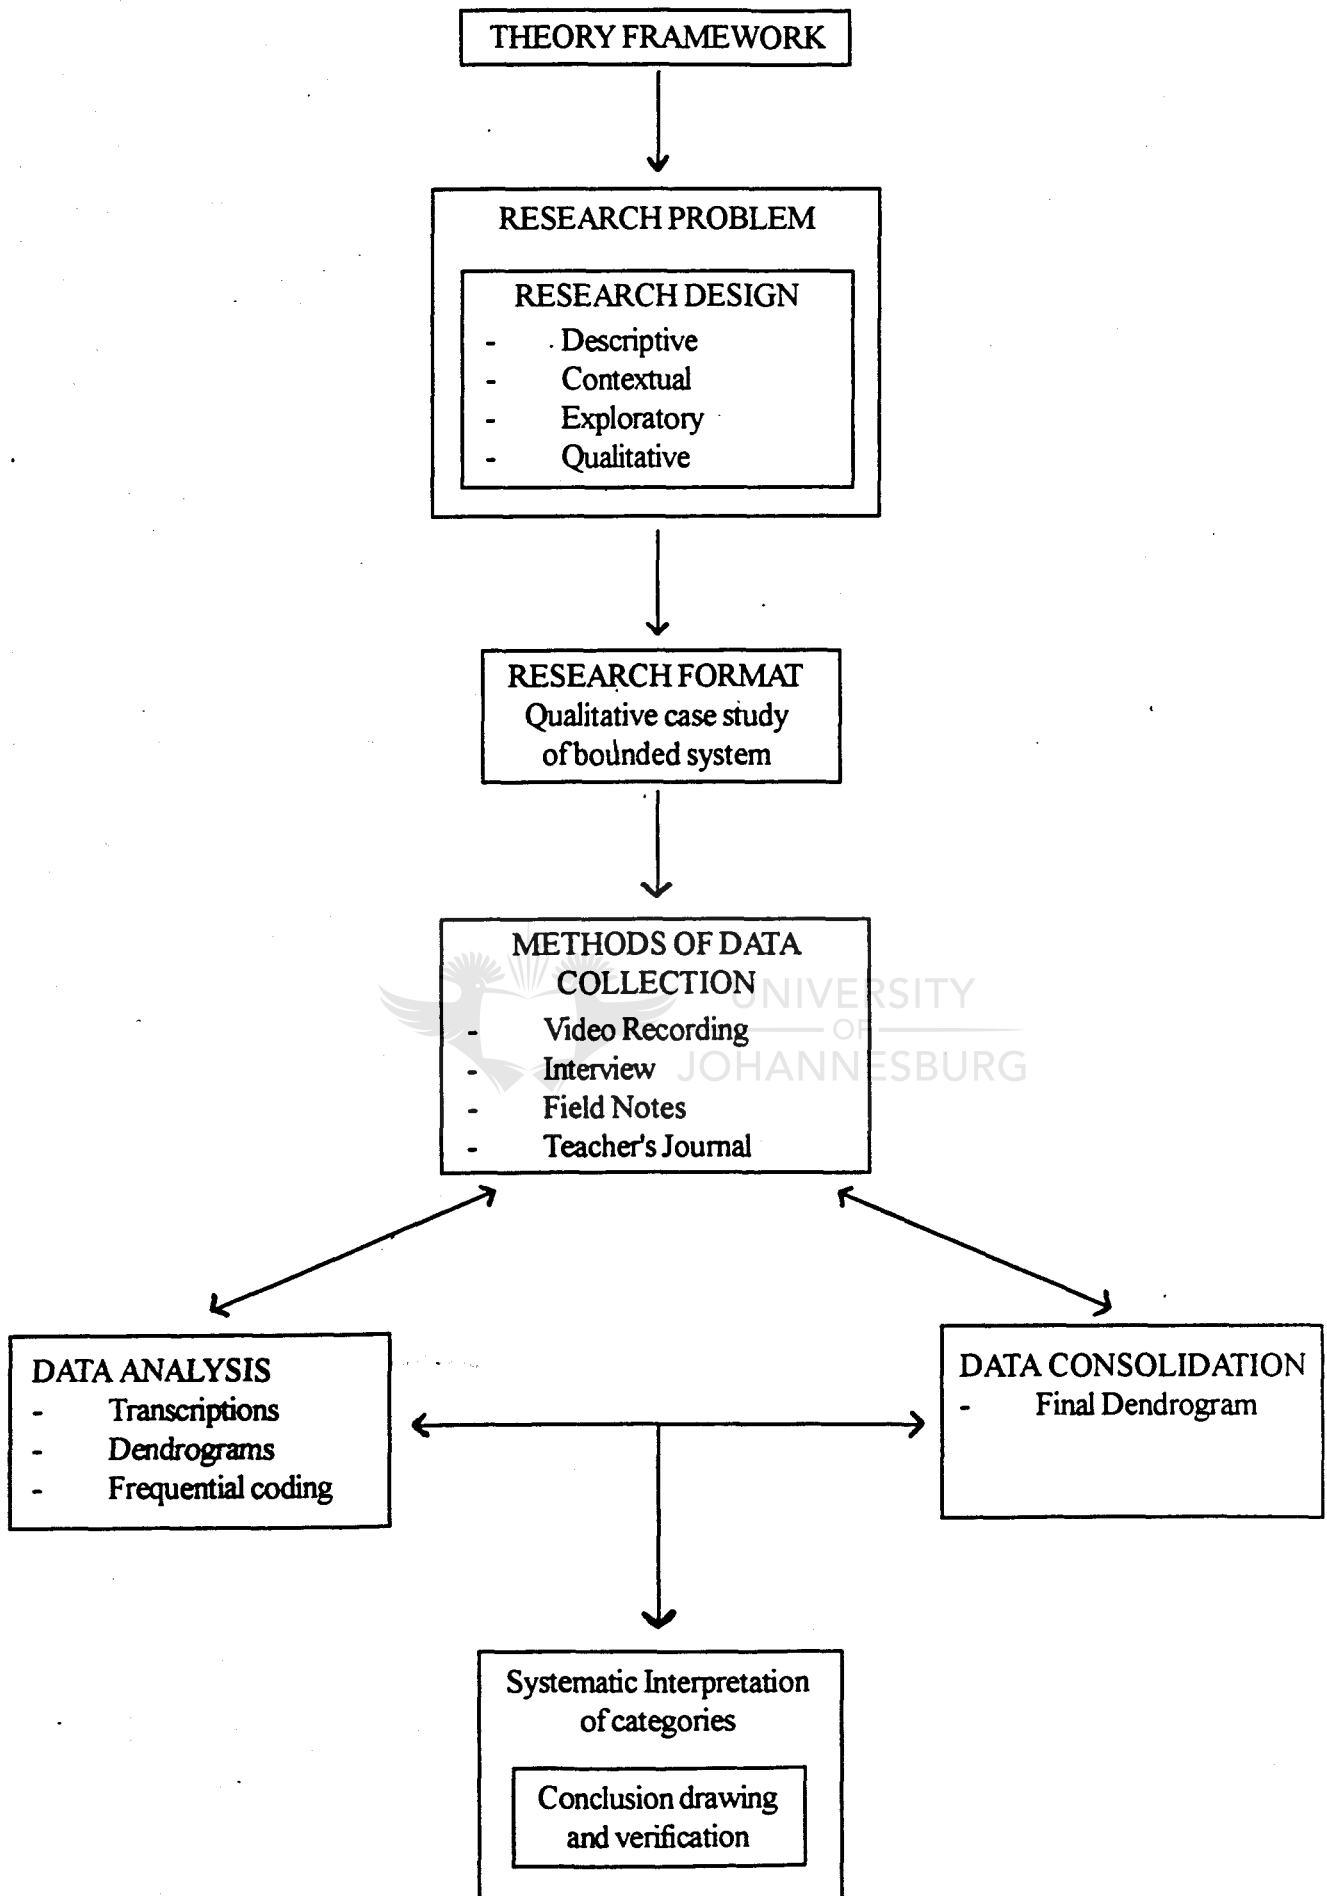 THEORY FRAMEWORK
RESEARCH PROBLEM
RESEARCH DESIGN
- Descriptive
- Contextual
- Exploratory
- Qualitative
RESEARCH FORMAT
Qualitative case study
of bounded system
METHODS OF DATA
COLLECTION
- Video Recording
- Interview
- Field Notes
- Teacher's Journal
UNIVERSITY
OF
JOHANNESBURG
DATA ANALYSIS
- Transcriptions
- Dendrograms
- Frequential coding
DATA CONSOLIDATION
- Final Dendrogram
Systematic Interpretation
of categories
Conclusion drawing
and verification